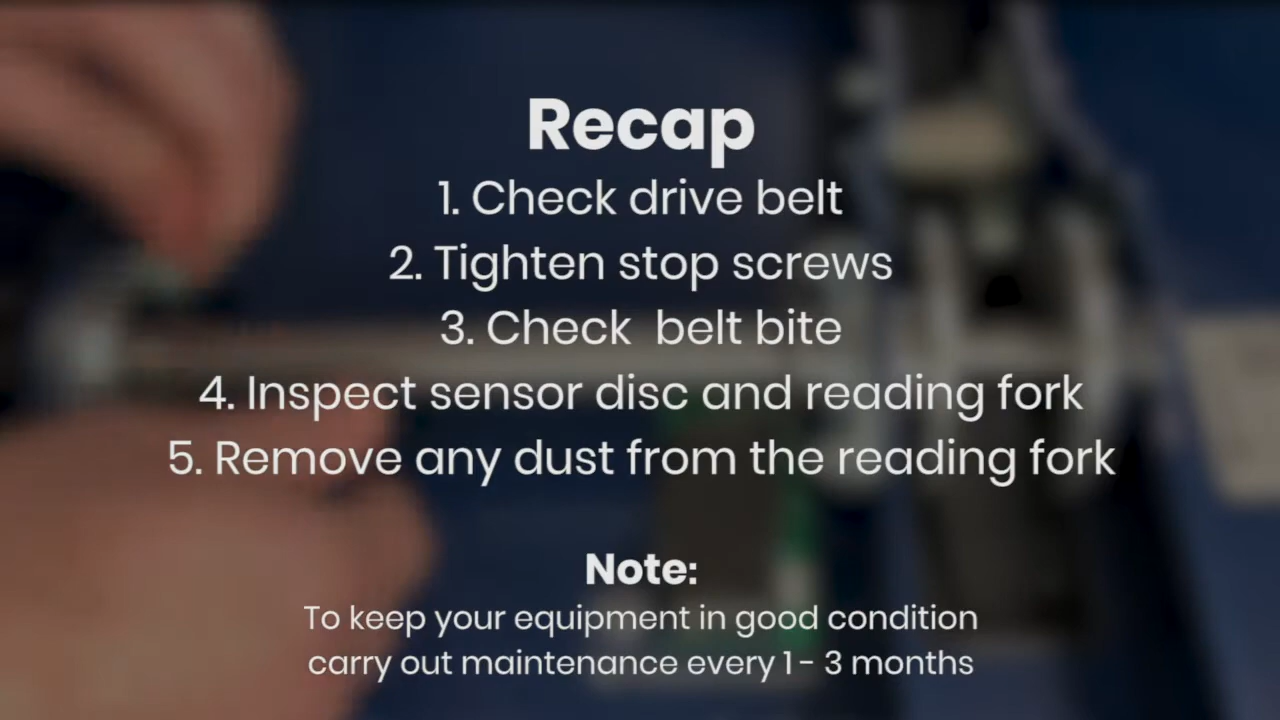 Recap
1. Check drive belt
2. Tighten stop screws
3. Check  belt bite
4. Inspect sensor disc and reading fork
5. Remove any dust from the reading fork
Note:
To keep your equipment in good condition
carry out maintenance every 1 - 3 months